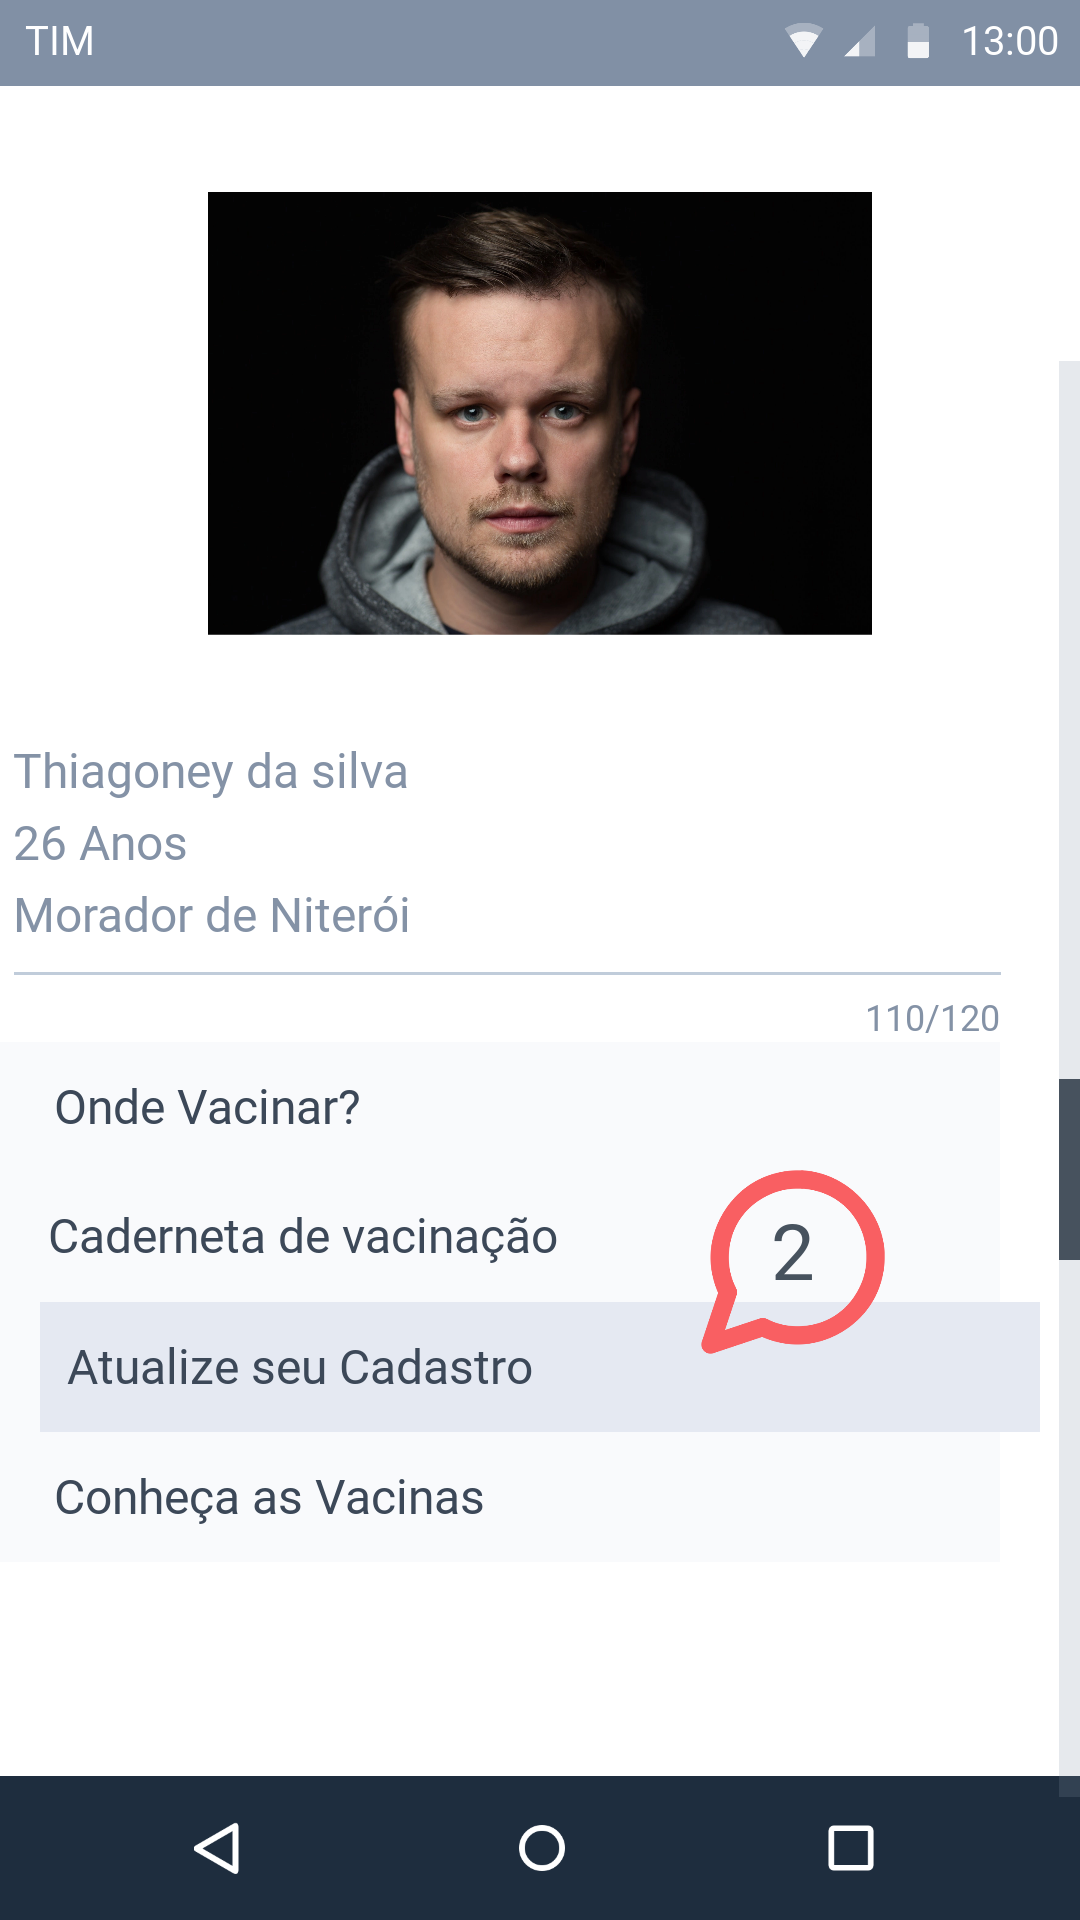 TIM 13:00
Thiagoney da silva
26 Anos
Morador de Niterói
110/120
Onde Vacinar?
Caderneta de vacinação
2
Atualize seu Cadastro
Conheça as Vacinas